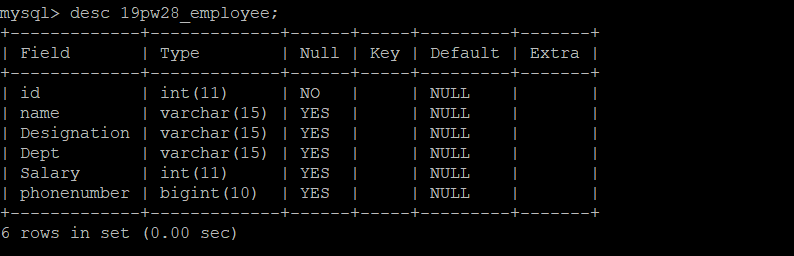 mysql> desc 19pw28_employee;
+-------------+-------------+------+-----+---------+-------+
| Field       | Type        | Null | Key | Default | Extra |
+-------------+-------------+------+-----+---------+-------+
| id          | int(11)     | NO   |     | NULL    |       |
| name        | varchar(15) | YES  |     | NULL    |       |
| Designation | varchar(15) | YES  |     | NULL    |       |
| Dept        | varchar(15) | YES  |     | NULL    |       |
| Salary      | int(11)     | YES  |     | NULL    |       |
| phonenumber | bigint(10)  | YES  |     | NULL    |       |
+-------------+-------------+------+-----+---------+-------+
6 rows in set (0.00 sec)